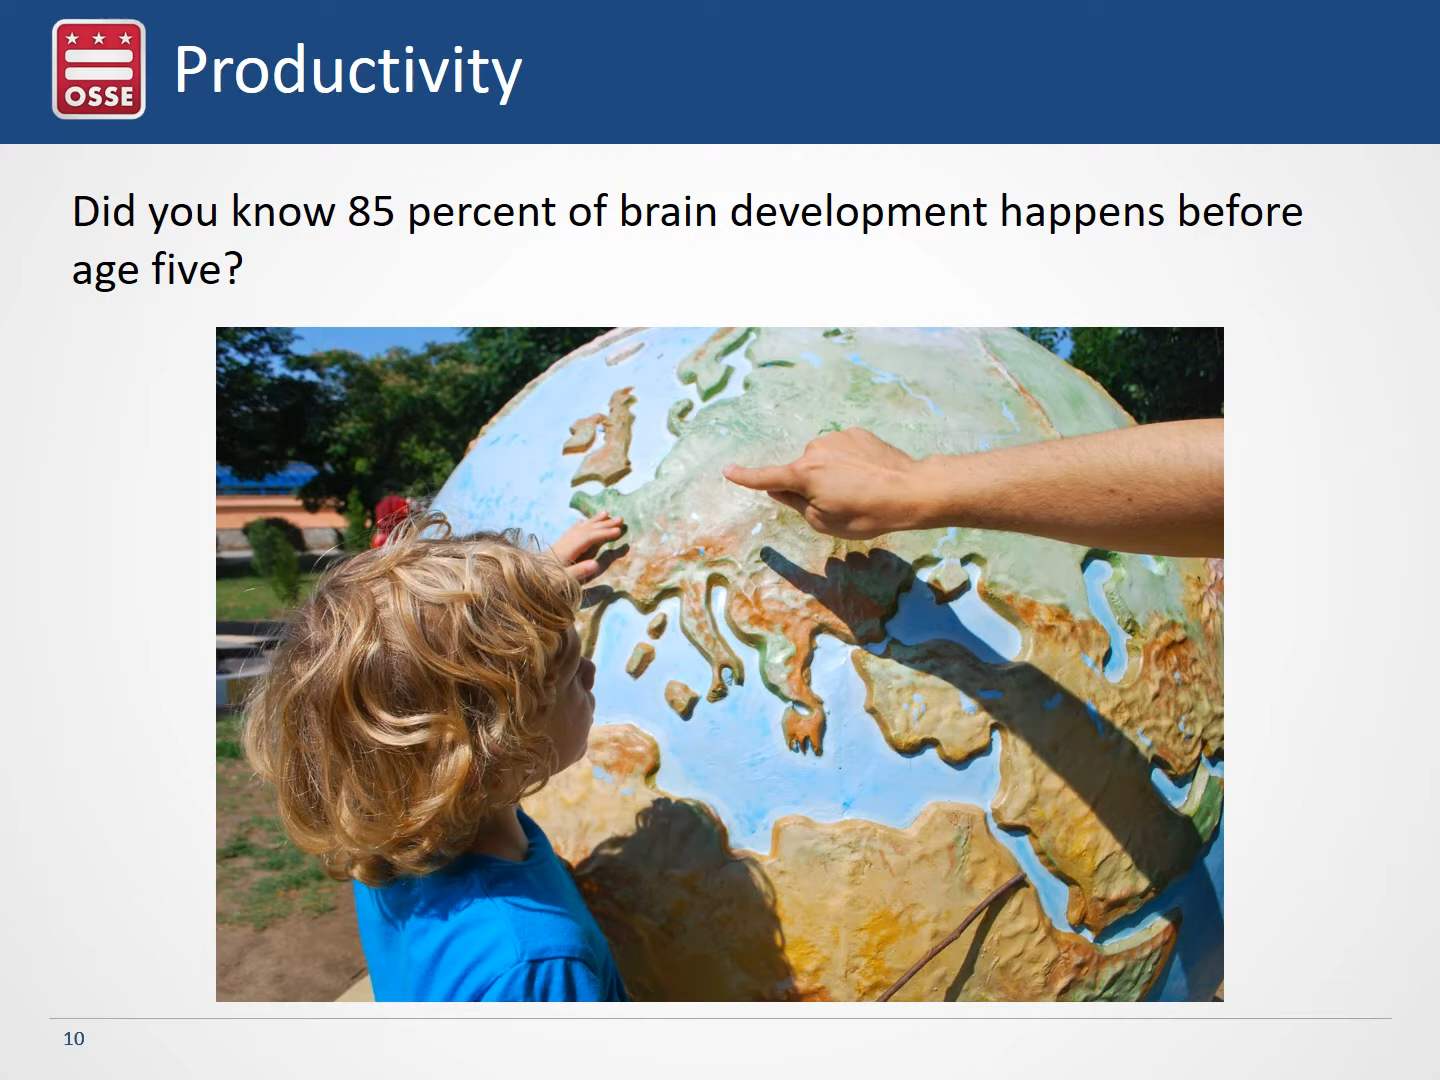 OSSE
Productivity
Did you know 85 percent of brain development happens before
age five?
10